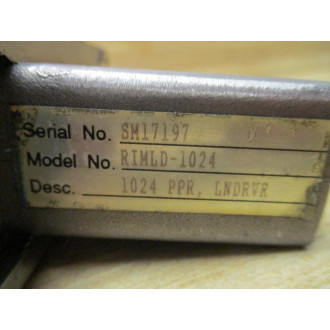 Serial No. SM17197
Model No. RIMLD-1024
Desc. 1024 PPR, LNDRVR